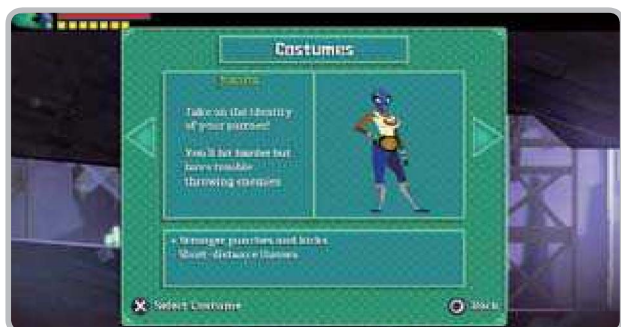 Costumes
Take on the identity
of your partner!
You'll hit harder but
have trouble
throwing enemies
+ Stronger punches and kicks
Short-distance throws
Select Costume
Back